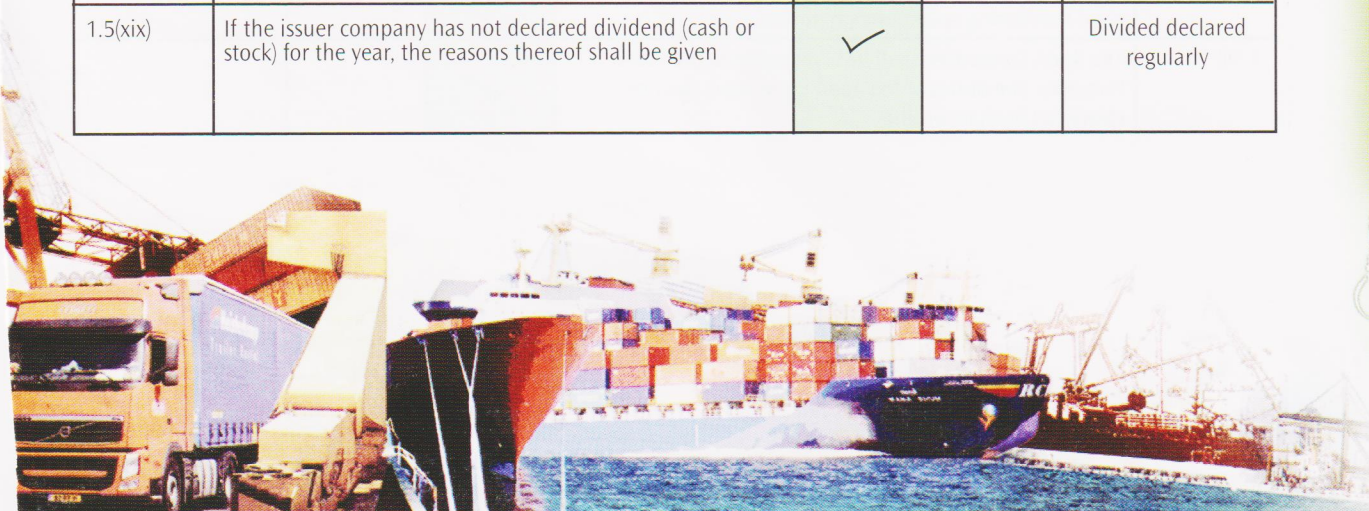 1.5(xix)
If the issuer company has not declared dividend (cash or
stock) for the year, the reasons thereof shall be given
✓
Divided declared
regularly
RC